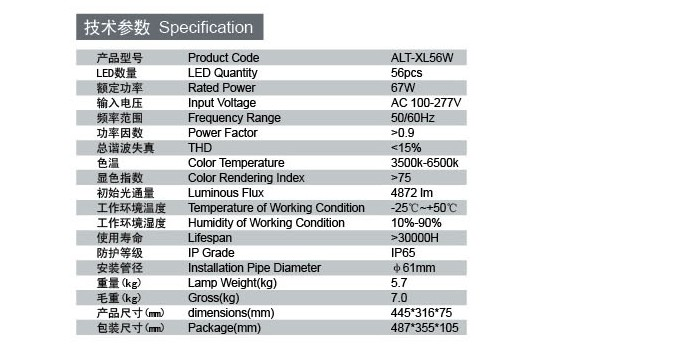 技术参数 Specification
产品型号 Product Code ALT-XL56W
LED数量 LED Quantity 56pcs
额定功率 Rated Power 67W
输入电压 Input Voltage AC 100-277V
频率范围 Frequency Range 50/60Hz
功率因数 Power Factor >0.9
总谐波失真 THD <15%
色温 Color Temperature 3500k-6500k
显色指数 Color Rendering Index >75
初始光通量 Luminous Flux 4872 lm
工作环境温度 Temperature of Working Condition -25℃~+50℃
工作环境湿度 Humidity of Working Condition 10%-90%
使用寿命 Lifespan >30000H
防护等级 IP Grade IP65
安装管径 Installation Pipe Diameter φ61mm
重量(kg) Lamp Weight(kg) 5.7
毛重(kg) Gross(kg) 7.0
产品尺寸(mm) dimensions(mm) 445*316*75
包装尺寸(mm) Package(mm) 487*355*105